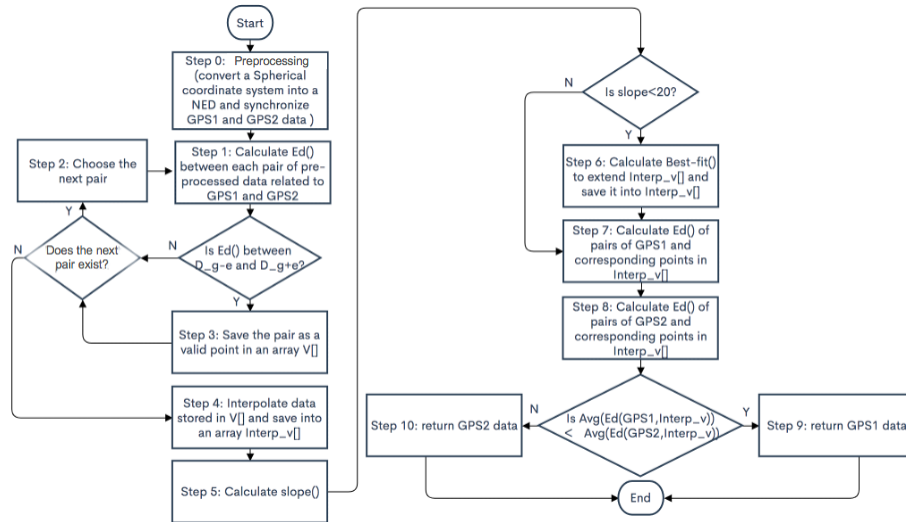 Start
Step 0: Preprocessing
(convert a Spherical
coordinate system into a
NED and synchronize
GPS1 and GPS2 data )
Step 1: Calculate Ed()
between each pair of pre-
processed data related to
GPS1 and GPS2
Step 2: Choose the
next pair
Y
N
Does the next
pair exist?
N
Is Ed() between
D_g-e and D_g+e?
Y
Step 3: Save the pair as a
valid point in an array V[]
Step 4: Interpolate data
stored in V[] and save into
an array Interp_v[]
Step 5: Calculate slope()
N
Is slope<20?
Y
Step 6: Calculate Best-fit()
to extend Interp_v[] and
save it into Interp_v[]
Step 7: Calculate Ed() of
pairs of GPS1 and
corresponding points in
Interp_v[]
Step 8: Calculate Ed() of
pairs of GPS2 and
corresponding points in
Interp_v[]
N
Is Avg(Ed(GPS1,Interp_v))
< Avg(Ed(GPS2,Interp_v))
Y
Step 10: return GPS2 data
Step 9: return GPS1 data
End